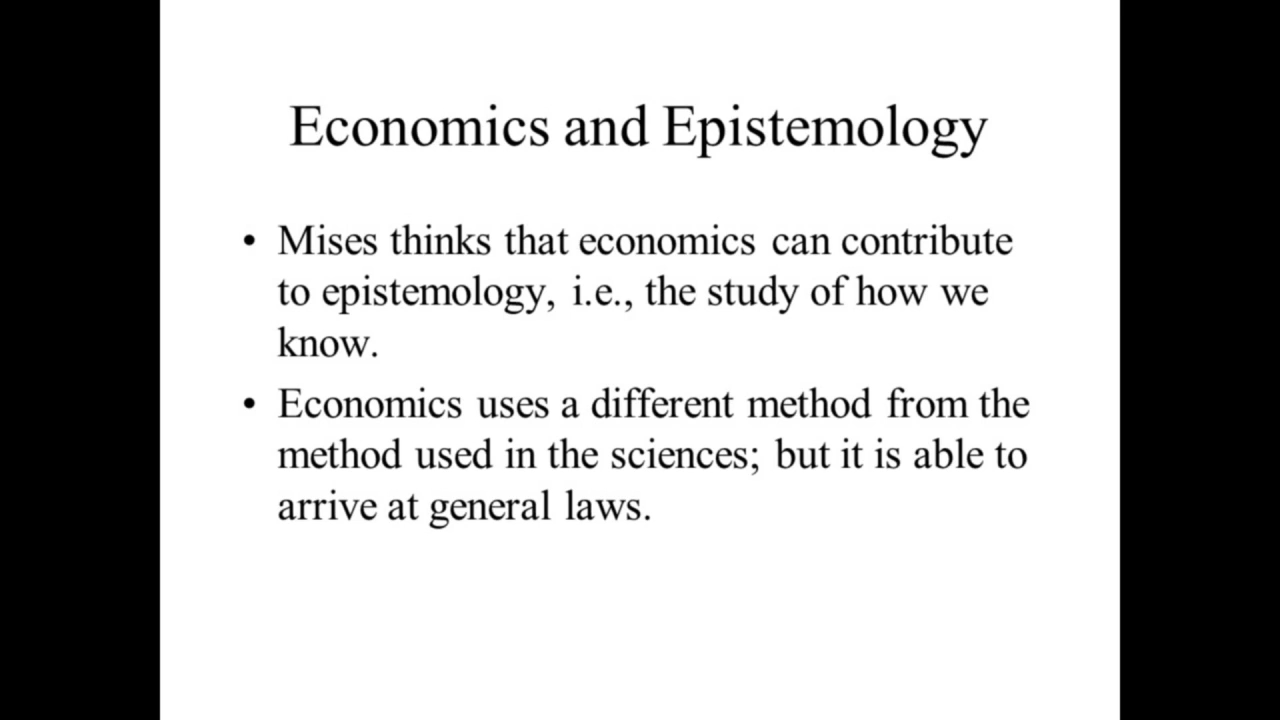 Economics and Epistemology
• Mises thinks that economics can contribute
to epistemology, i.e., the study of how we
know.
• Economics uses a different method from the
method used in the sciences; but it is able to
arrive at general laws.